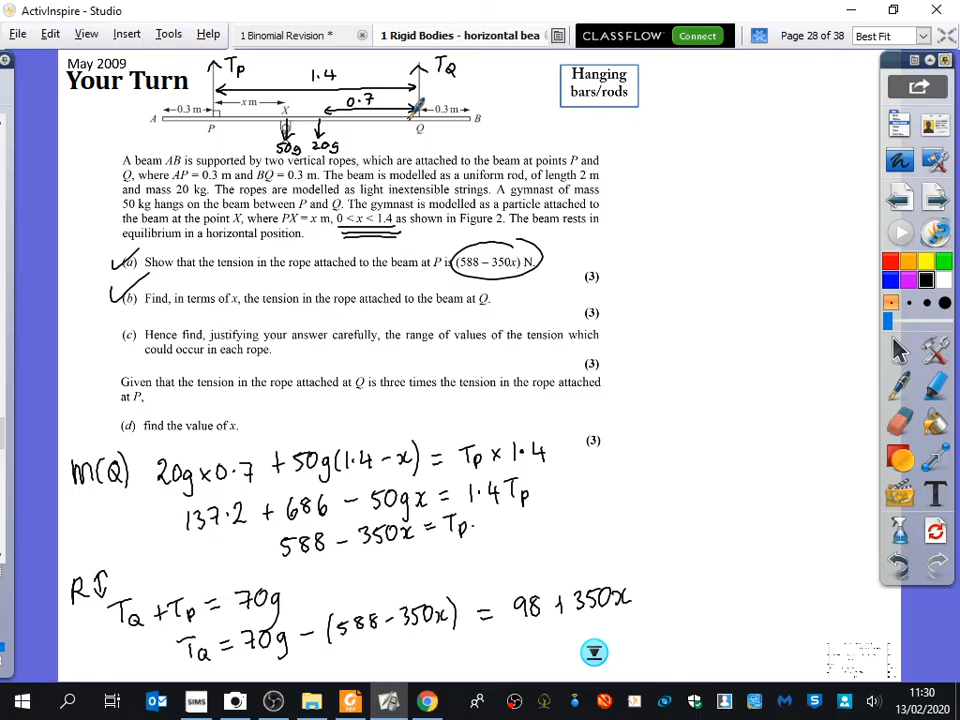 ActivInspire - Studio
File Edit View Insert Tools Help
1 Binomial Revision *
1 Rigid Bodies - horizontal bea
CLASSFLOW
Connect
Page 28 of 38
Best Fit
May 2009
Your Turn
Hanging
bars/rods
TP
1.4
TQ
0.3 m
x m
X
0.7
0.3 m
A
P
Q
B
50g
20g
A beam AB is supported by two vertical ropes, which are attached to the beam at points P and
Q, where AP = 0.3 m and BQ = 0.3 m. The beam is modelled as a uniform rod, of length 2 m
and mass 20 kg. The ropes are modelled as light inextensible strings. A gymnast of mass
50 kg hangs on the beam between P and Q. The gymnast is modelled as a particle attached to
the beam at the point X, where PX = x m, 0 < x < 1.4 as shown in Figure 2. The beam rests in
equilibrium in a horizontal position.
(a) Show that the tension in the rope attached to the beam at P is (588 – 350x) N.
(3)
(b) Find, in terms of x, the tension in the rope attached to the beam at Q.
(3)
(c) Hence find, justifying your answer carefully, the range of values of the tension which
could occur in each rope.
(3)
Given that the tension in the rope attached at Q is three times the tension in the rope attached
at P,
(d) find the value of x.
(3)
M(Q) 20g × 0.7 + 50g(1.4 - x) = TP × 1.4
137.2 + 686 - 50gx = 1.4TP
588 - 350x = TP.
R↕
TQ + TP = 70g
TQ = 70g - (588 - 350x) = 98 + 350x
T
SIMS
11:30
13/02/2020